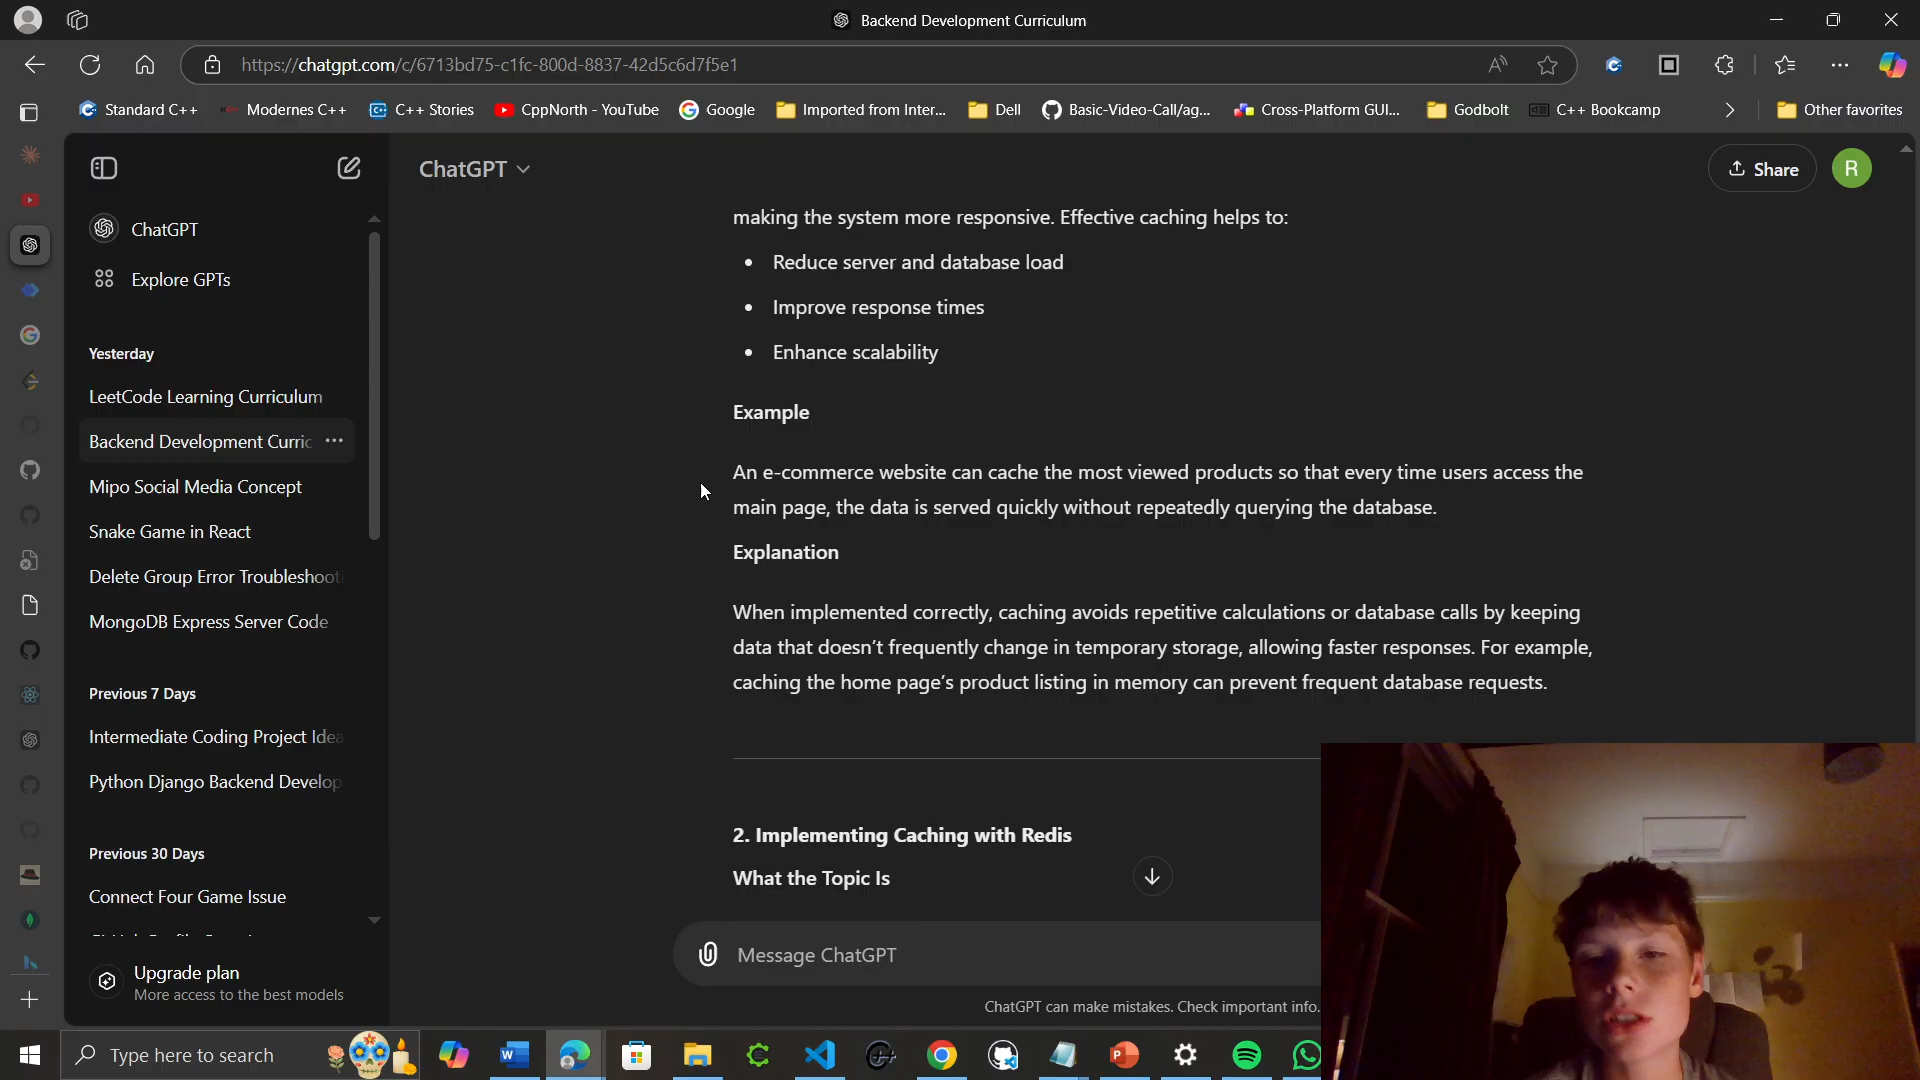 Backend Development Curriculum
https://chatgpt.com/c/6713bd75-c1fc-800d-8837-42d5c6d7f5e1
Standard C++
Modernes C++
C++ Stories
CppNorth - YouTube
Google
Imported from Inter...
Dell
Basic-Video-Call/ag...
Cross-Platform GUI...
Godbolt
C++ Bookcamp
Other favorites
ChatGPT
Explore GPTs
Yesterday
LeetCode Learning Curriculum
Backend Development Curric
Mipo Social Media Concept
Snake Game in React
Delete Group Error Troubleshooti
MongoDB Express Server Code
Previous 7 Days
Intermediate Coding Project Idea
Python Django Backend Develop
Previous 30 Days
Connect Four Game Issue
Upgrade plan
More access to the best models
ChatGPT
Share
R
making the system more responsive. Effective caching helps to:
• Reduce server and database load
• Improve response times
• Enhance scalability
Example
An e-commerce website can cache the most viewed products so that every time users access the
main page, the data is served quickly without repeatedly querying the database.
Explanation
When implemented correctly, caching avoids repetitive calculations or database calls by keeping
data that doesn't frequently change in temporary storage, allowing faster responses. For example,
caching the home page's product listing in memory can prevent frequent database requests.
2. Implementing Caching with Redis
What the Topic Is
Message ChatGPT
ChatGPT can make mistakes. Check important info.
Type here to search